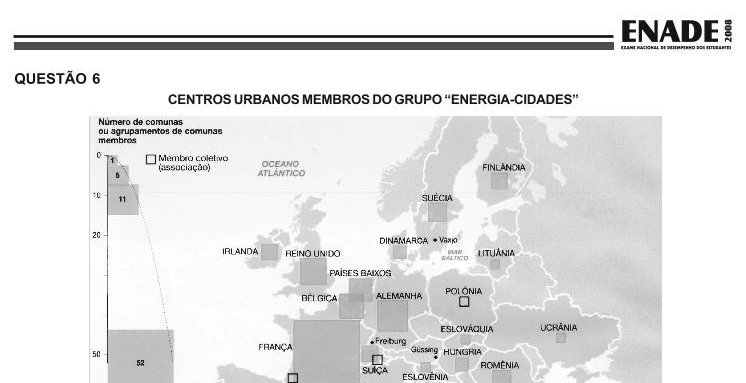 ENADE 2008
EXAME NACIONAL DE DESEMPENHO DOS ESTUDANTES
QUESTÃO 6
CENTROS URBANOS MEMBROS DO GRUPO “ENERGIA-CIDADES”
Número de comunas
ou agrupamentos de comunas
membros
0
1
Membro coletivo
(associação)
5
10
11
20
50
52
OCEANO
ATLÂNTICO
FINLÂNDIA
SUÉCIA
DINAMARCA
Vaxjo
MAR
BÁLTICO
LITUÂNIA
IRLANDA
REINO UNIDO
PAÍSES BAIXOS
BÉLGICA
ALEMANHA
POLÔNIA
ESLOVÁQUIA
UCRÂNIA
FRANÇA
Freiburg
Güssing
HUNGRIA
SUIÇA
ESLOVÊNIA
ROMÊNIA